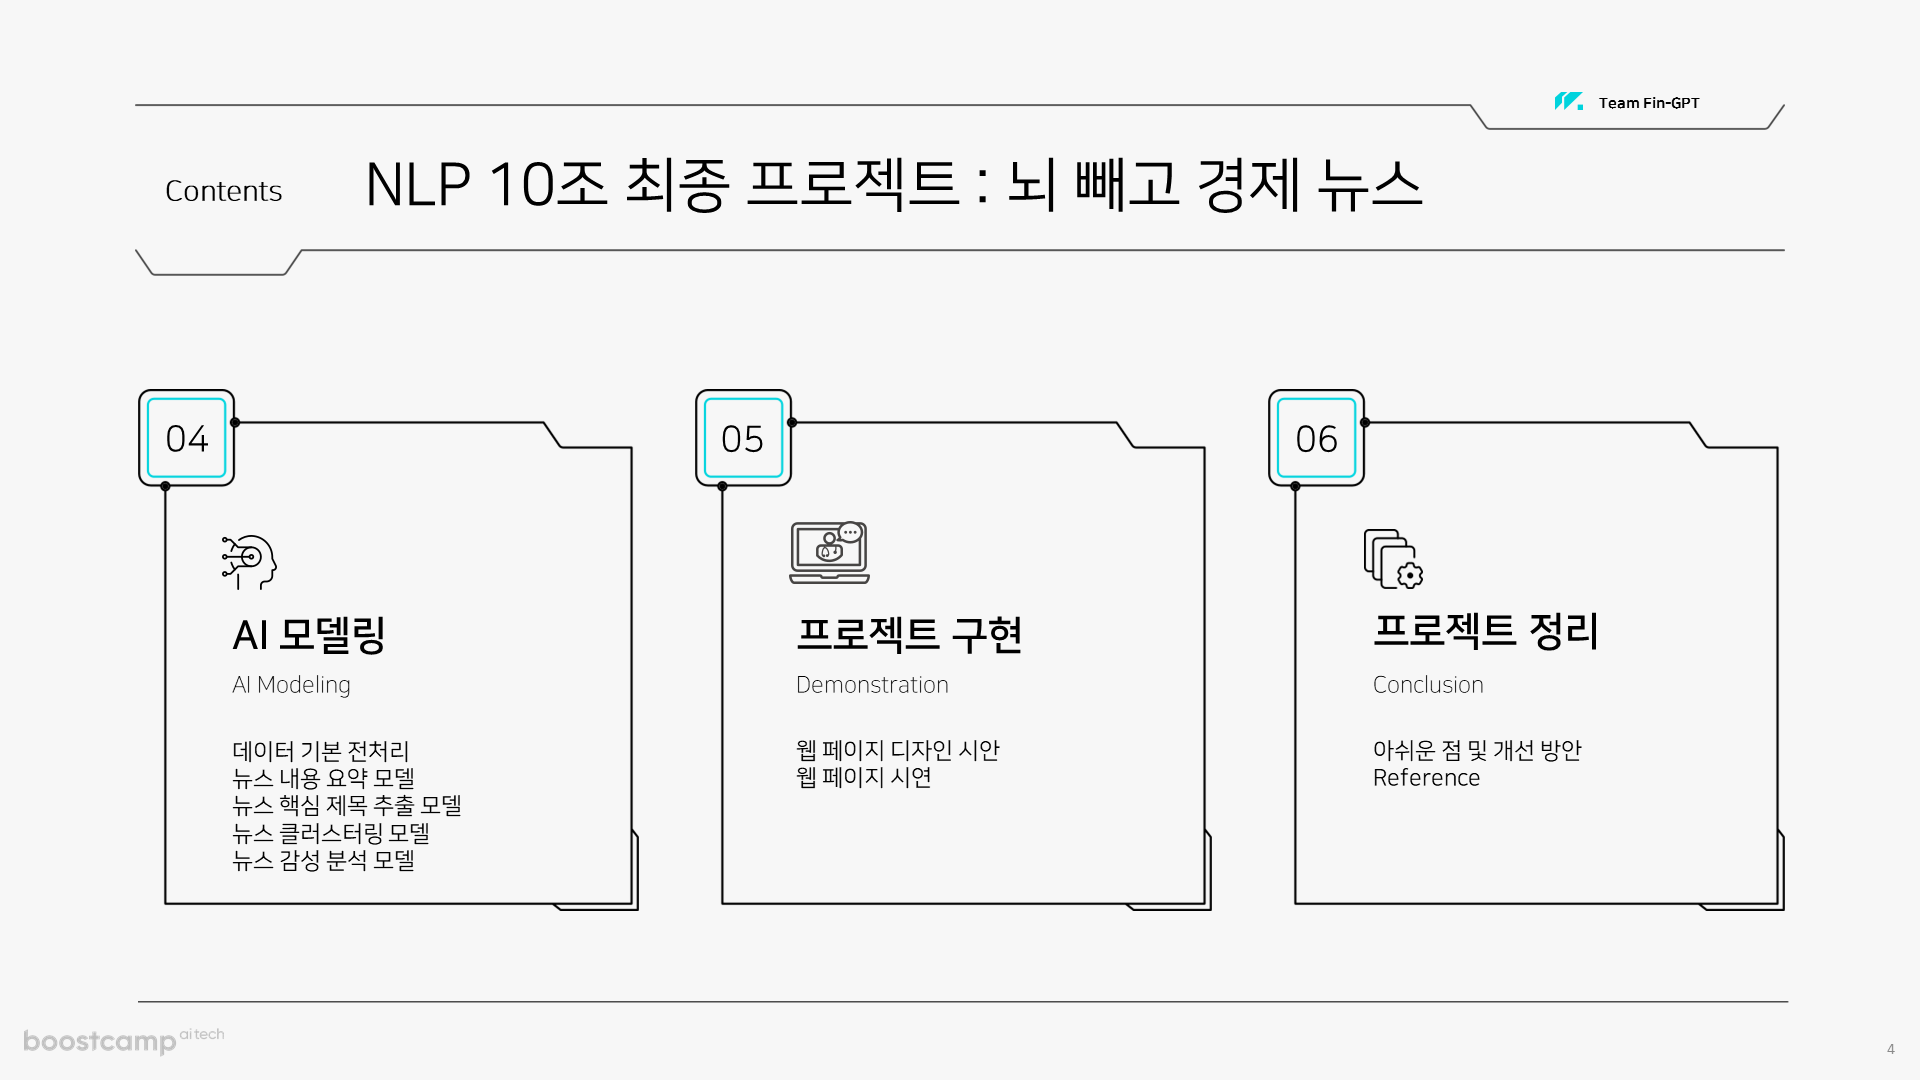 Team Fin-GPT
Contents
NLP 10조 최종 프로젝트 : 뇌 빼고 경제 뉴스
04
AI 모델링
AI Modeling
데이터 기본 전처리
뉴스 내용 요약 모델
뉴스 핵심 제목 추출 모델
뉴스 클러스터링 모델
뉴스 감성 분석 모델
05
프로젝트 구현
Demonstration
웹 페이지 디자인 시안
웹 페이지 시연
06
프로젝트 정리
Conclusion
아쉬운 점 및 개선 방안
Reference
boostcamp ai tech
4